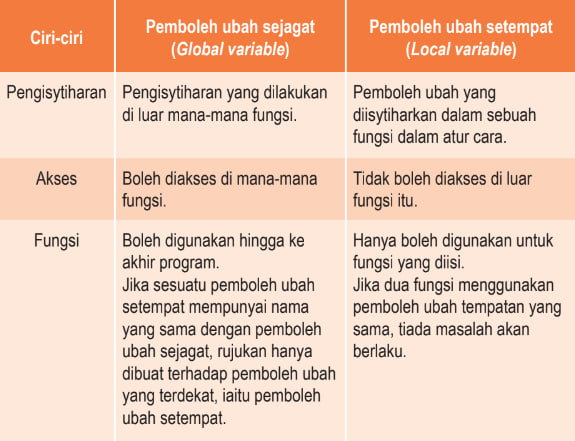 Ciri-ciri
Pemboleh ubah sejagat
(Global variable)
Pemboleh ubah setempat
(Local variable)
Pengisytiharan
Pengisytiharan yang dilakukan
di luar mana-mana fungsi.
Pemboleh ubah yang
diisytiharkan dalam sebuah
fungsi dalam atur cara.
Akses
Boleh diakses di mana-mana
fungsi.
Tidak boleh diakses di luar
fungsi itu.
Fungsi
Boleh digunakan hingga ke
akhir program.
Jika sesuatu pemboleh ubah
setempat mempunyai nama
yang sama dengan pemboleh
ubah sejagat, rujukan hanya
dibuat terhadap pemboleh ubah
yang terdekat, iaitu pemboleh
ubah setempat.
Hanya boleh digunakan untuk
fungsi yang diisi.
Jika dua fungsi menggunakan
pemboleh ubah tempatan yang
sama, tiada masalah akan
berlaku.